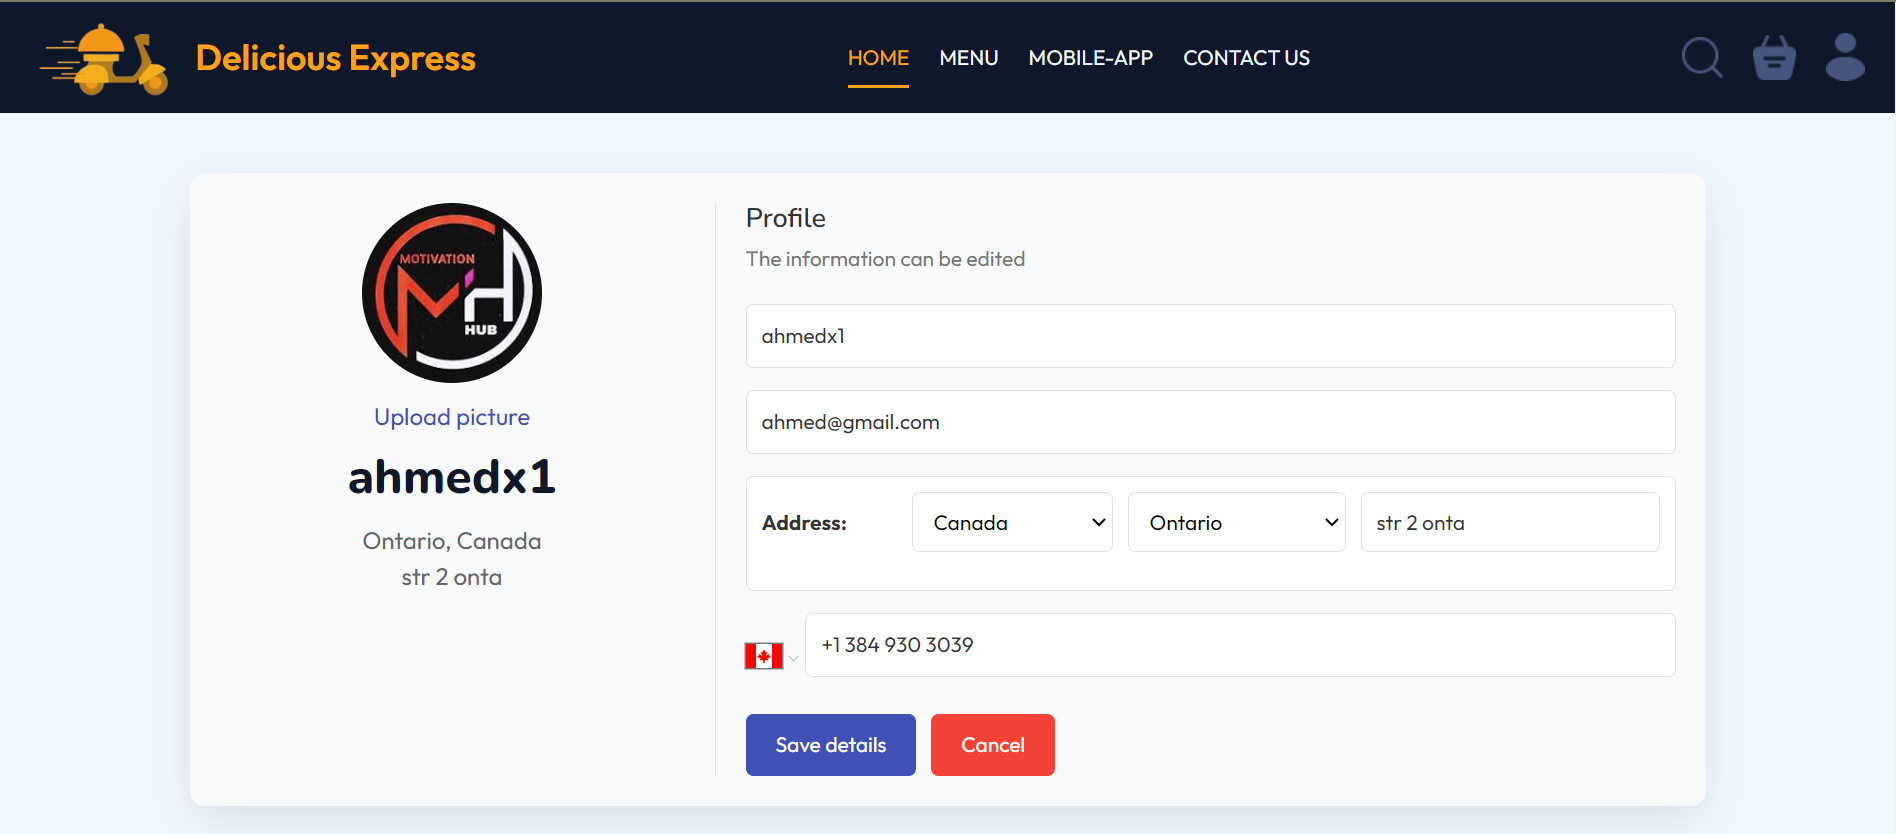 Delicious Express
HOME MENU MOBILE-APP CONTACT US
MOTIVATION
MH
HUB
Upload picture
ahmedx1
Ontario, Canada
str 2 onta
Profile
The information can be edited
ahmedx1
ahmed@gmail.com
Address: Canada Ontario str 2 onta
+1 384 930 3039
Save details Cancel